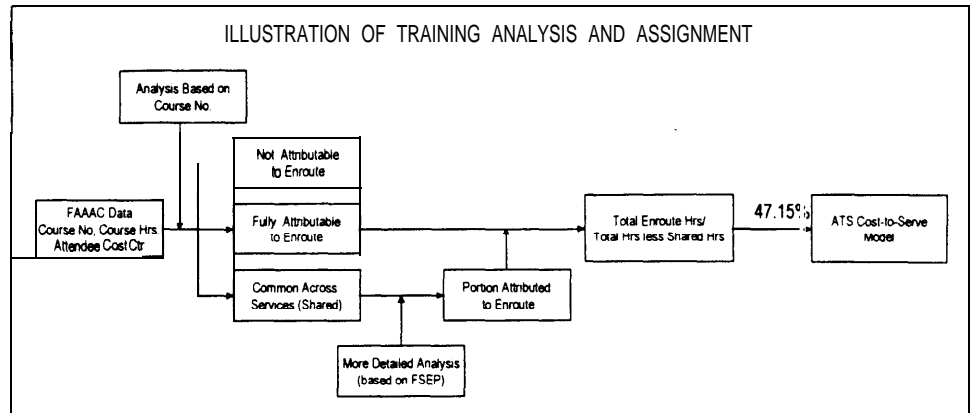 ILLUSTRATION OF TRAINING ANALYSIS AND ASSIGNMENT
Analysis Based on
Course No.
Not Attributable
to Enroute
FAAAC Data
Course No, Course Hrs
Attendee Cost Ctr
Fully Attributable
to Enroute
Total Enroute Hrs/
Total Hrs less Shared Hrs
47.15%
ATS Cost-to-Serve
Model
Common Across
Services (Shared)
Portion Attributed
to Enroute
More Detailed Analysis
(based on FSEP)